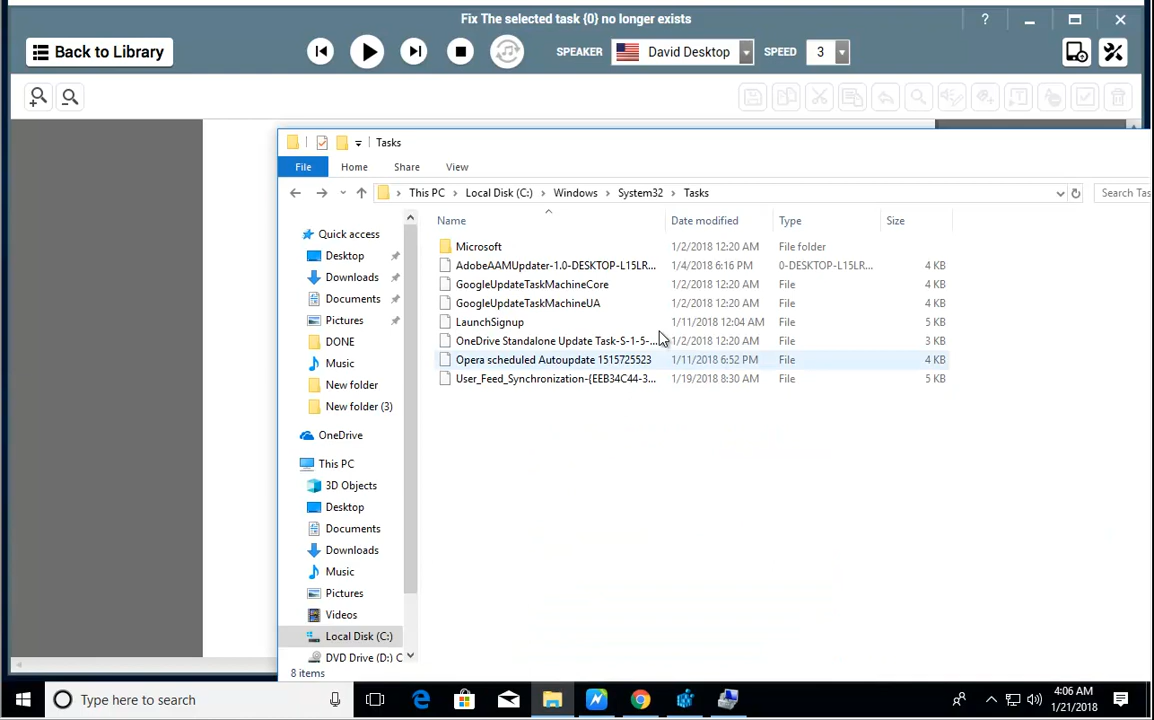 Fix The selected task {0} no longer exists
Back to Library
SPEAKER
David Desktop
SPEED
3
Tasks
File Home Share View
This PC > Local Disk (C:) > Windows > System32 > Tasks
Search Tas
Name Date modified Type Size
Quick access
Desktop
Downloads
Documents
Pictures
DONE
Music
New folder
New folder (3)
OneDrive
This PC
3D Objects
Desktop
Documents
Downloads
Music
Pictures
Videos
Local Disk (C:)
DVD Drive (D:) C
Microsoft 1/2/2018 12:20 AM File folder
AdobeAAMUpdater-1.0-DESKTOP-L15LR... 1/4/2018 6:16 PM 0-DESKTOP-L15LR... 4 KB
GoogleUpdateTaskMachineCore 1/2/2018 12:20 AM File 4 KB
GoogleUpdateTaskMachineUA 1/2/2018 12:20 AM File 4 KB
LaunchSignup 1/11/2018 12:04 AM File 5 KB
OneDrive Standalone Update Task-S-1-5-... 1/2/2018 12:20 AM File 3 KB
Opera scheduled Autoupdate 1515725523 1/11/2018 6:52 PM File 4 KB
User_Feed_Synchronization-{EEB34C44-3... 1/19/2018 8:30 AM File 5 KB
8 items
Type here to search
4:06 AM
1/21/2018